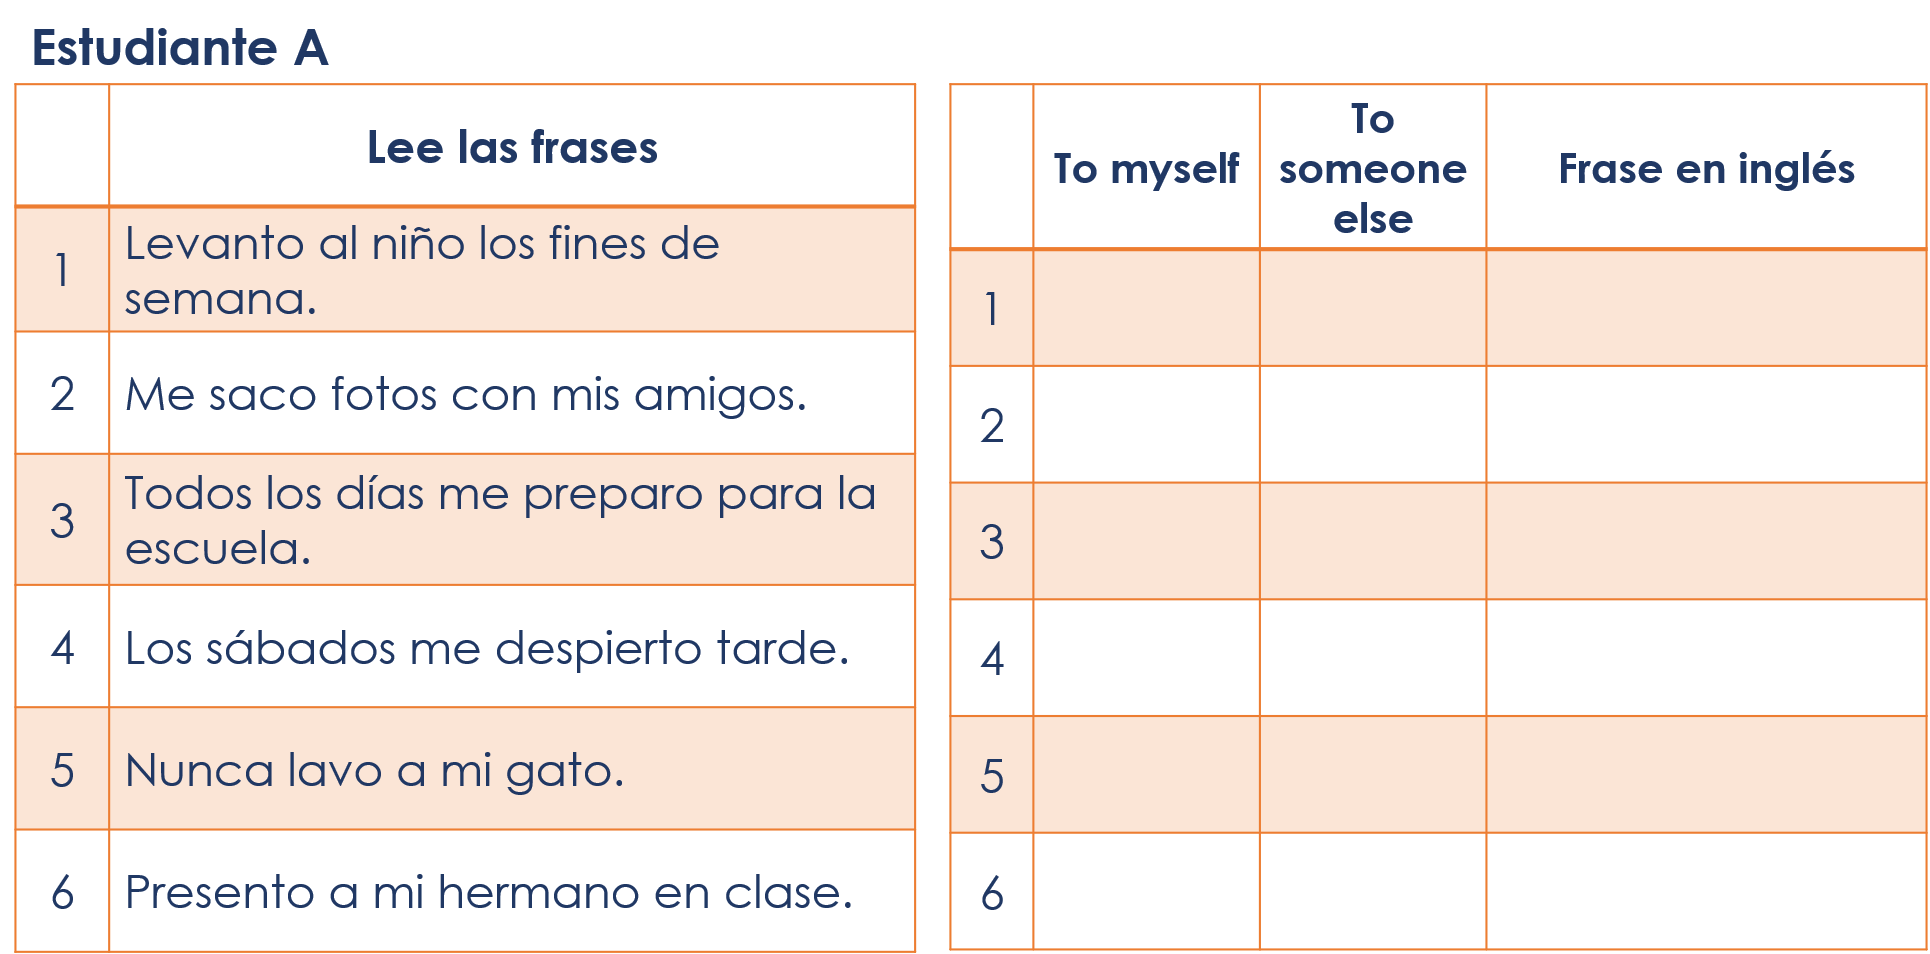 Estudiante A
Lee las frases
1
Levanto al niño los fines de
semana.
2
Me saco fotos con mis amigos.
3
Todos los días me preparo para la
escuela.
4
Los sábados me despierto tarde.
5
Nunca lavo a mi gato.
6
Presento a mi hermano en clase.
To myself
To
someone
else
Frase en inglés
1
2
3
4
5
6